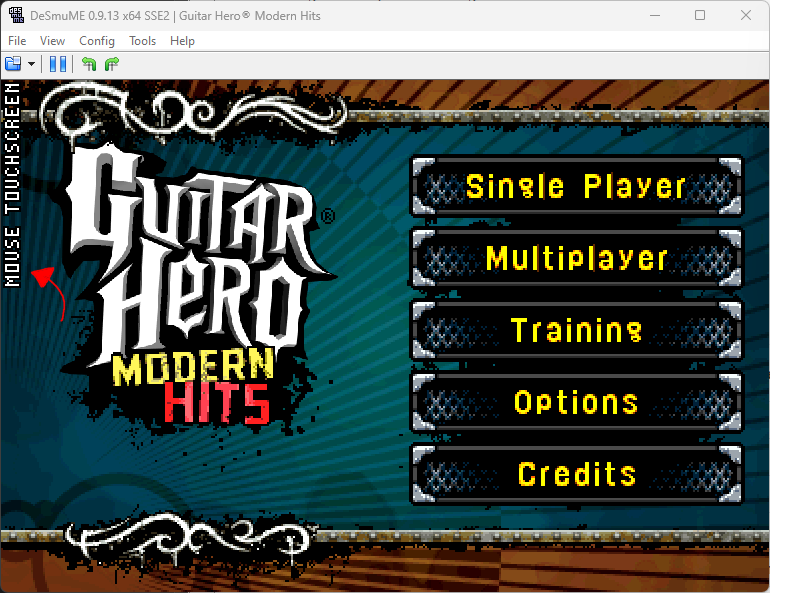 DeSmuME 0.9.13 x64 SSE2 | Guitar Hero® Modern Hits
File View Config Tools Help
MOUSE TOUCHSCREEN
GUITAR
HERO
®
MODERN
HITS
Single Player
Multiplayer
Training
Options
Credits